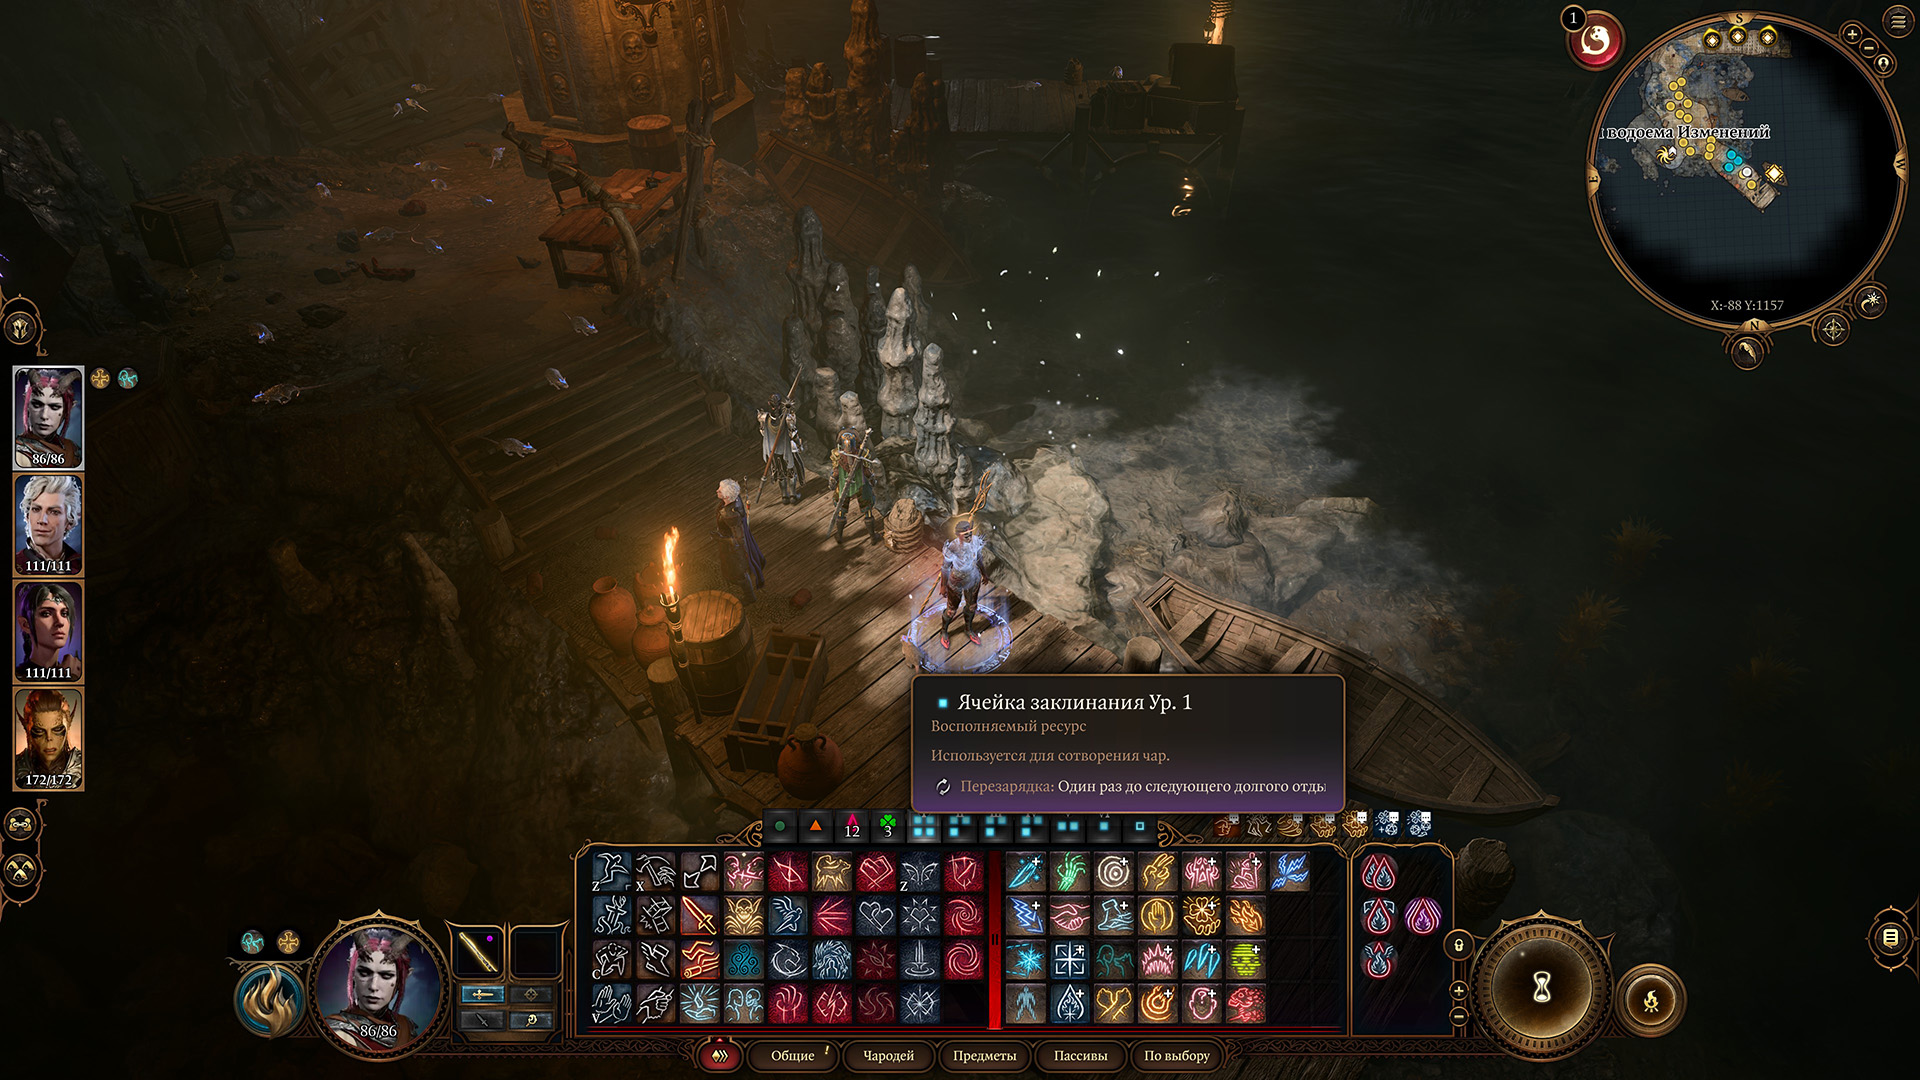 1
S
водоема Изменений
E
W
X:-88 Y:1157
N
86/86
111/111
111/111
172/172
Ячейка заклинания Ур. 1
Восполняемый ресурс
Используется для сотворения чар.
Перезарядка: Один раз до следующего долгого
12
3
Z
X
Z
C
V
86/86
Общие !
Чародей
Предметы
Пассивы
По выбору